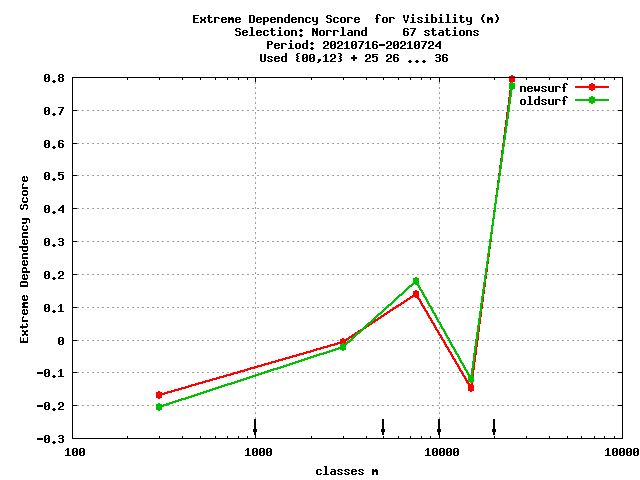 Extreme Dependency Score  for Visibility (m)
Selection: Norrland     67 stations
Period: 20210716-20210724
Used {00,12} + 25 26 ... 36
newsurf
oldsurf
Extreme Dependency Score
0.8
0.7
0.6
0.5
0.4
0.3
0.2
0.1
0
-0.1
-0.2
-0.3
100 1000 10000 10000
classes m